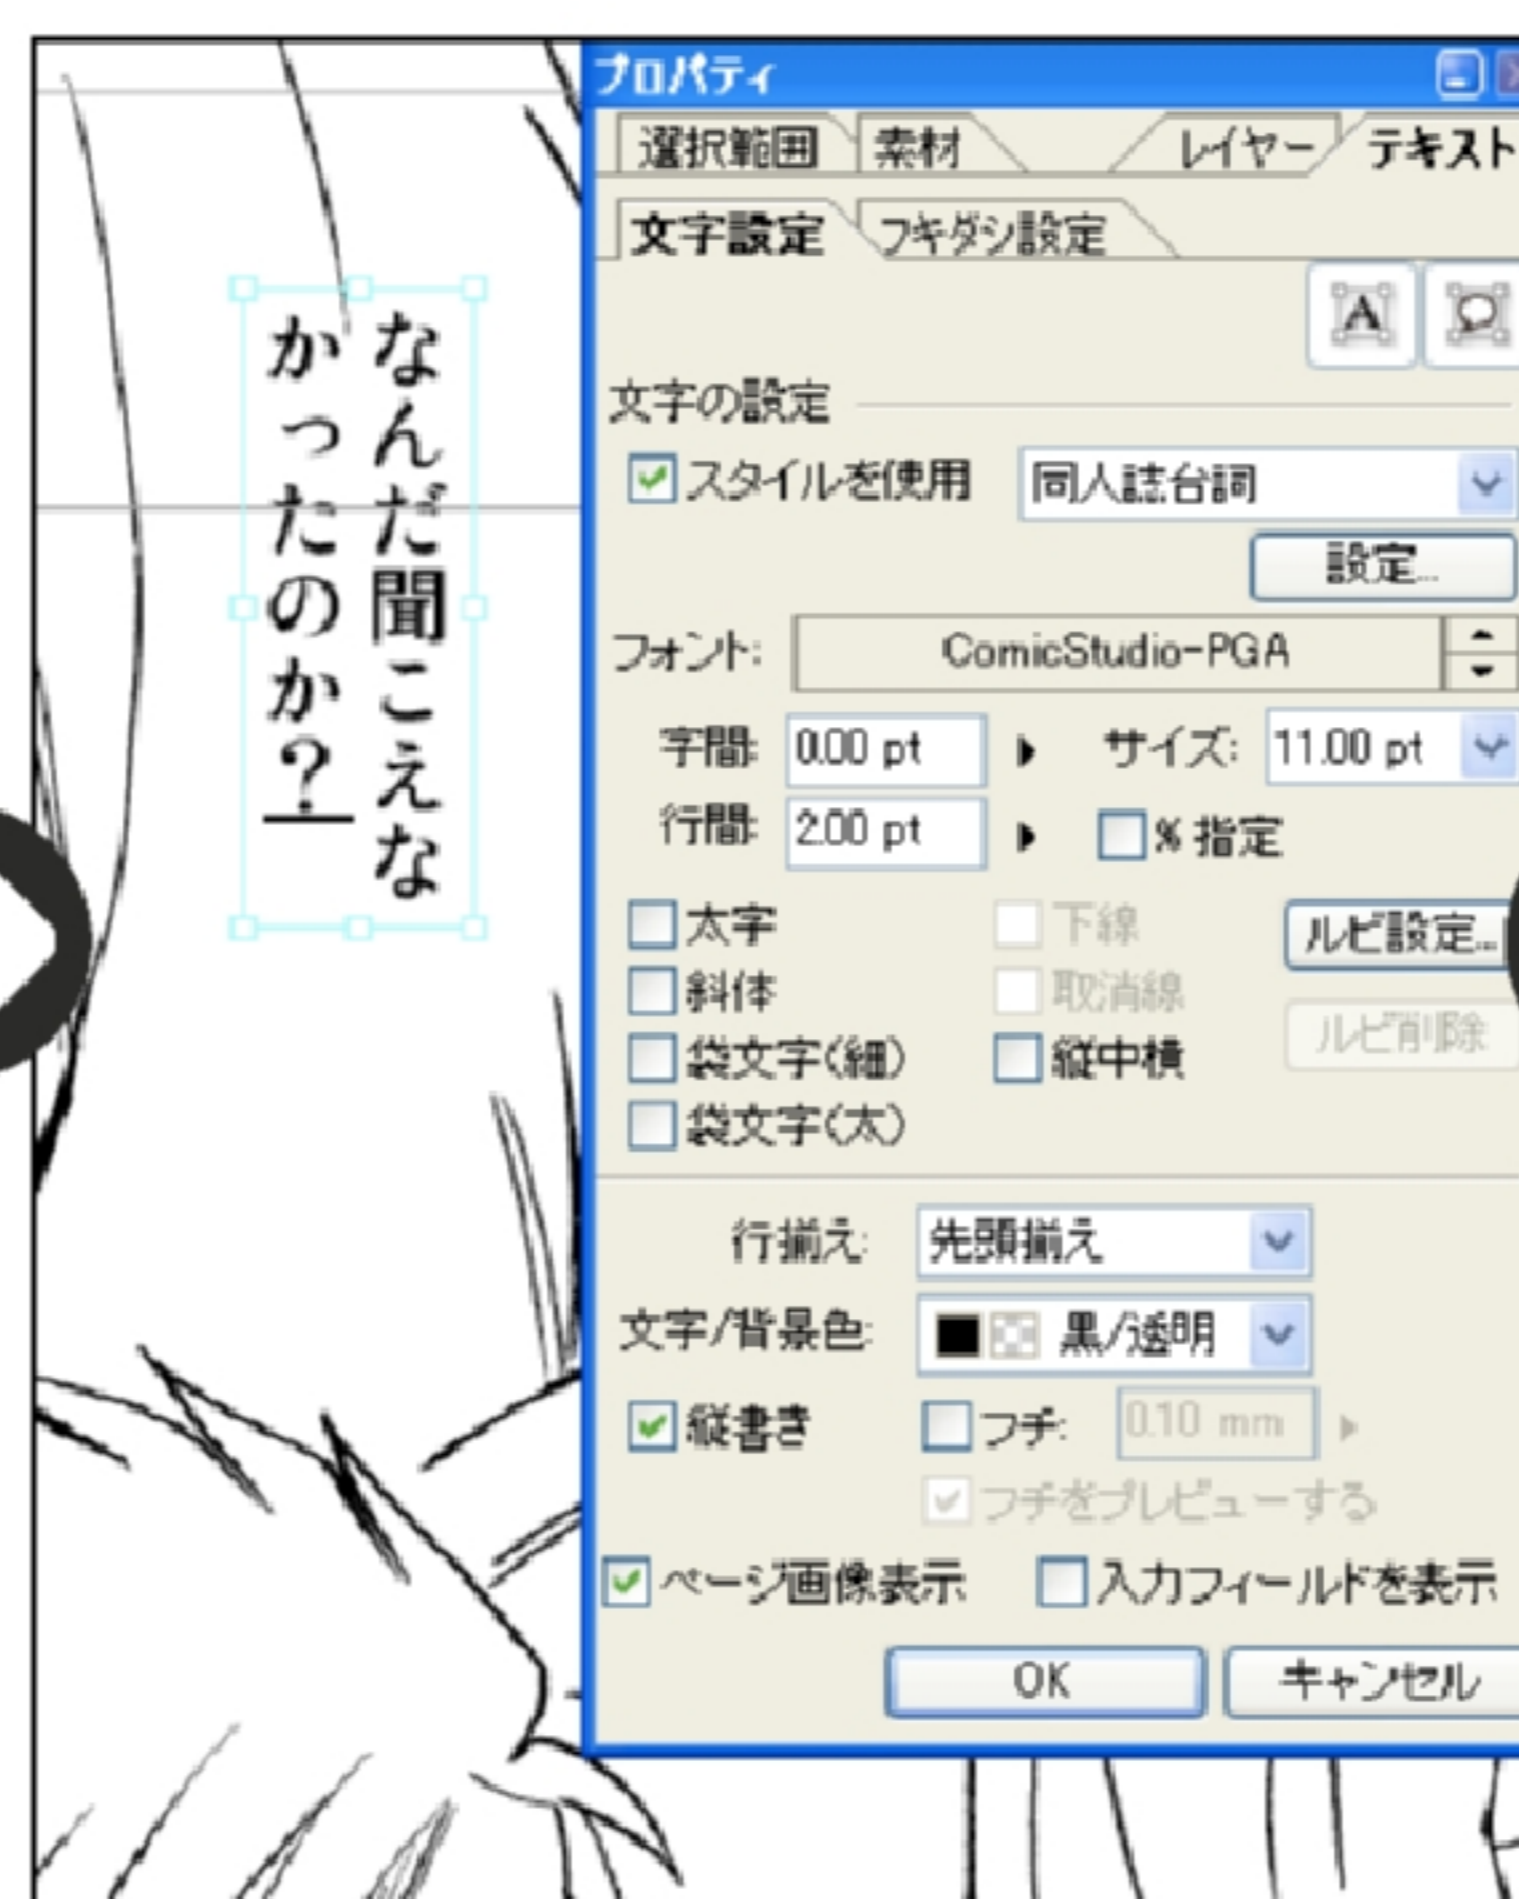 プロパティ
選択範囲 素材 レイヤー テキスト
文字設定 フキダシ設定
A
文字の設定
スタイルを使用 同人誌台詞
設定...
フォント: ComicStudio-PGA
字間: 0.00 pt サイズ: 11.00 pt
行間: 2.00 pt % 指定
太字 下線 ルビ設定...
斜体 取消線
ルビ削除
袋文字(細) 縦中横
袋文字(太)
行揃え: 先頭揃え
文字/背景色: 黒/透明
縦書き フチ: 0.10 mm
フチをプレビューする
ページ画像表示 入力フィールドを表示
OK キャンセル
なんだ聞こえな
かったのか？